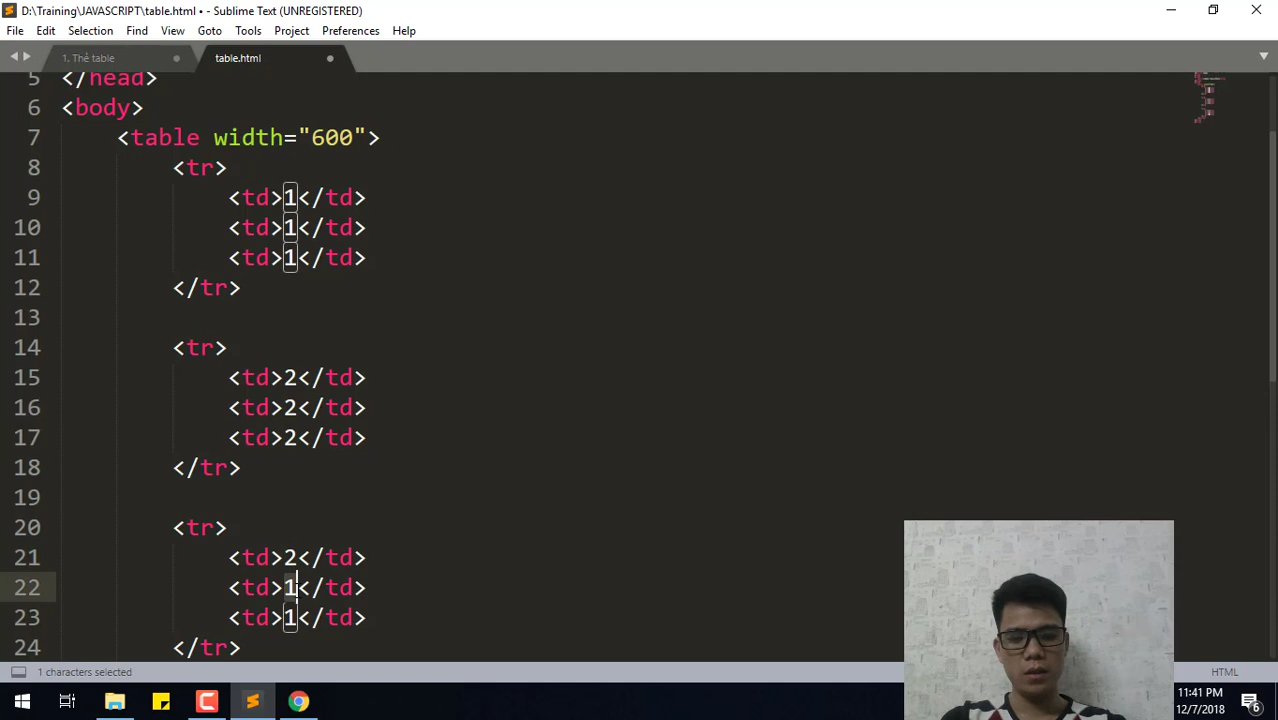 D:\Training\JAVASCRIPT\table.html • - Sublime Text (UNREGISTERED)
File Edit Selection Find View Goto Tools Project Preferences Help
1. Thẻ table
table.html
5 </head>
6 <body>
7 <table width="600">
8 <tr>
9 <td>1</td>
10 <td>1</td>
11 <td>1</td>
12 </tr>
13
14 <tr>
15 <td>2</td>
16 <td>2</td>
17 <td>2</td>
18 </tr>
19
20 <tr>
21 <td>2</td>
22 <td>1</td>
23 <td>1</td>
24 </tr>
1 characters selected
HTML
11:41 PM
12/7/2018
6